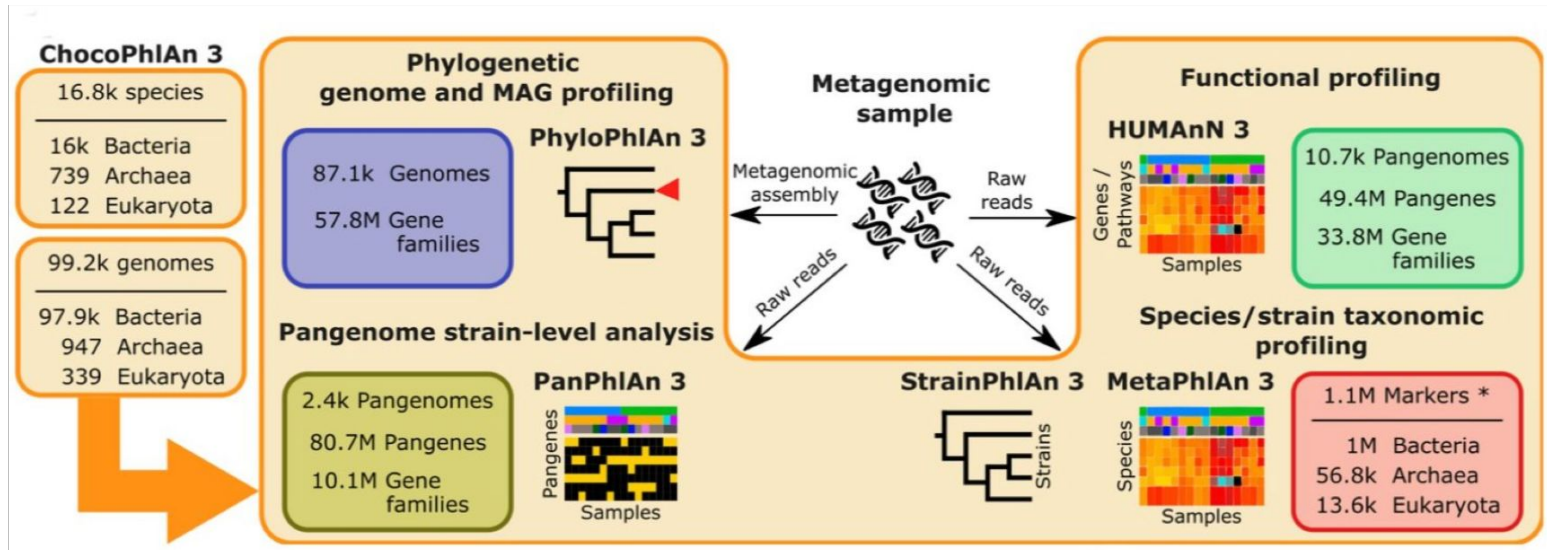 ChocoPhlAn 3
16.8k species
16k Bacteria
739 Archaea
122 Eukaryota
99.2k genomes
97.9k Bacteria
947 Archaea
339 Eukaryota
Phylogenetic
genome and MAG profiling
87.1k Genomes
57.8M Gene
families
PhyloPhlAn 3
Pangenome strain-level analysis
2.4k Pangenomes
80.7M Pangenes
10.1M Gene
families
PanPhlAn 3
Pangenes
Samples
Metagenomic
sample
Metagenomic
assembly
Raw
reads
Raw reads
Raw reads
Functional profiling
HUMAnN 3
Genes /
Pathways
Samples
10.7k Pangenomes
49.4M Pangenes
33.8M Gene
families
Species/strain taxonomic
profiling
StrainPhlAn 3
Strains
MetaPhlAn 3
Species
Samples
1.1M Markers *
1M Bacteria
56.8k Archaea
13.6k Eukaryota